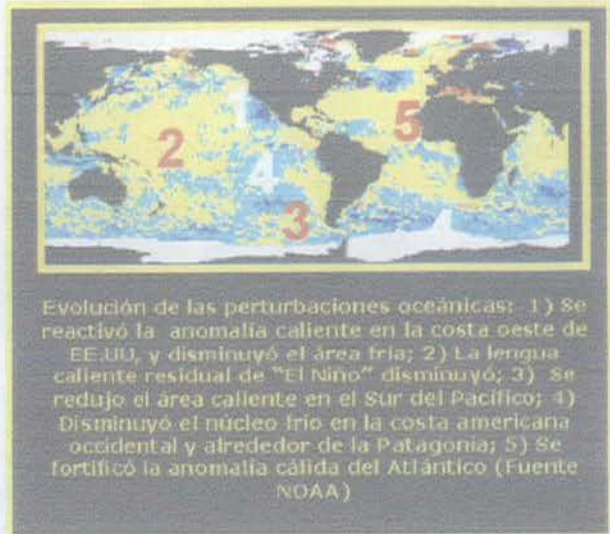 1
2
5
4
3
Evolución de las perturbaciones oceánicas: 1) Se
reactivó la anomalía caliente en la costa oeste de
EE.UU, y disminuyó el área fría; 2) La lengua
caliente residual de "El Niño" disminuyó; 3) Se
redujo el área caliente en el Sur del Pacífico; 4)
Disminuyó el núcleo frío en la costa americana
occidental y alrededor de la Patagonia; 5) Se
fortificó la anomalía cálida del Atlántico (Fuente
NOAA)